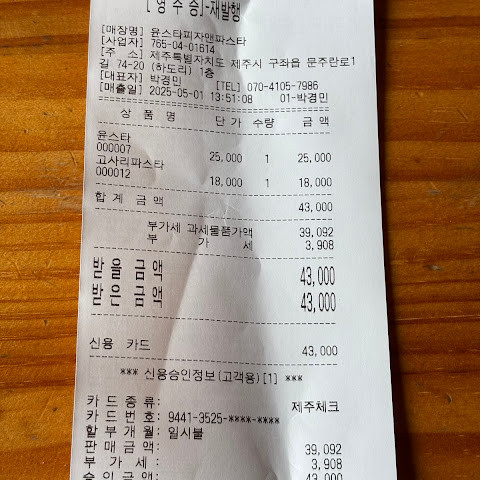 [ 영 수 증 ]-재발행
[매장명] 윤스타피자앤파스타
[사업자] 765-04-01614
[주 소] 제주특별자치도 제주시 구좌읍 문주란로1
길 74-20 (하도리) 1층
[대표자] 박경민 [TEL] 070-4105-7986
[매출일] 2025-05-01 13:51:08 01-박경민
상 품 명 단 가 수량 금 액
윤스타
000007 25,000 1 25,000
고사리파스타
000012 18,000 1 18,000
합 계 금 액 43,000
부가세 과세물품가액 39,092
부 가 세 3,908
받을 금액 43,000
받은 금액 43,000
신용 카드 43,000
*** 신용승인정보(고객용)[1] ***
카 드 종 류: 제주체크
카 드 번 호: 9441-3525-****-****
할 부 개 월: 일시불
판 매 금 액: 39,092
부 가 세 : 3,908
승 인 금 액: 43,000